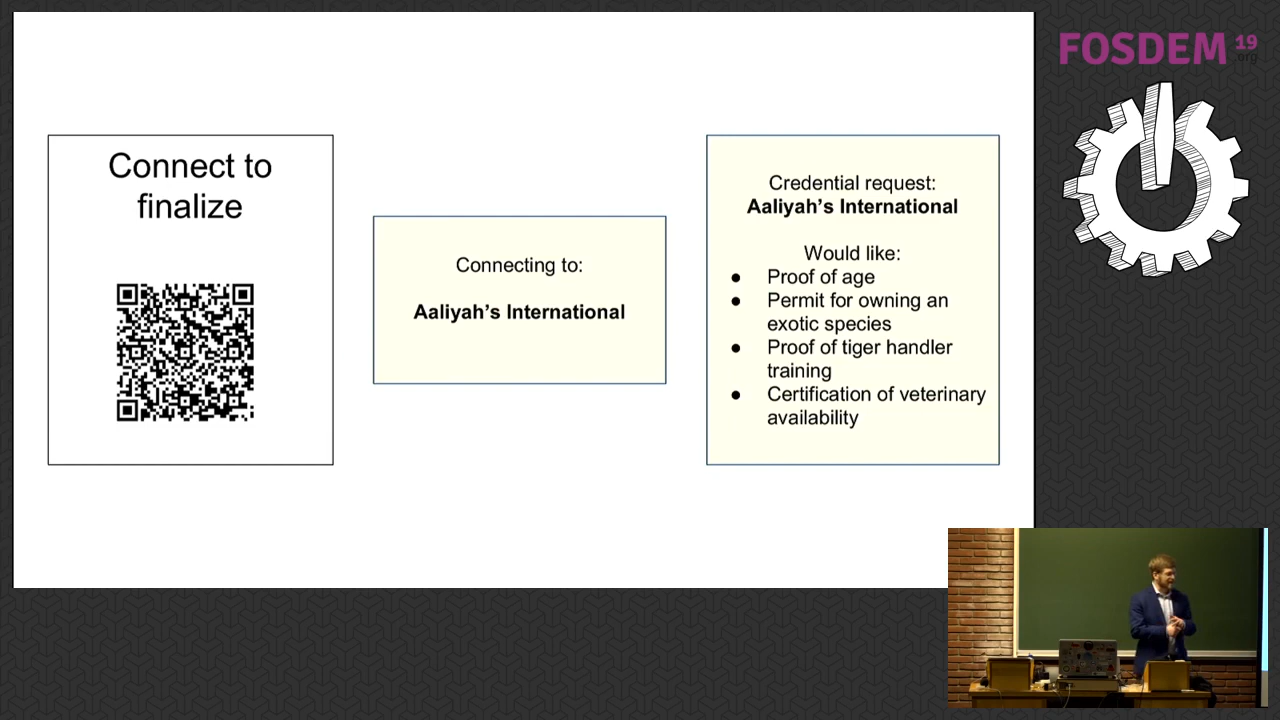 FOSDEM 19
.org
Connect to
finalize
Connecting to:
Aaliyah's International
Credential request:
Aaliyah's International
Would like:
● Proof of age
● Permit for owning an
exotic species
● Proof of tiger handler
training
● Certification of veterinary
availability